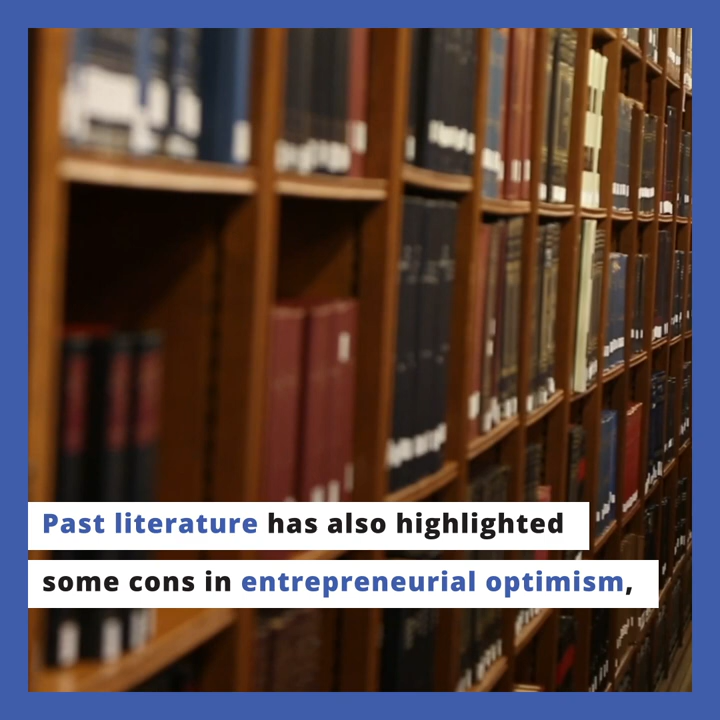 Past literature has also highlighted
some cons in entrepreneurial optimism,